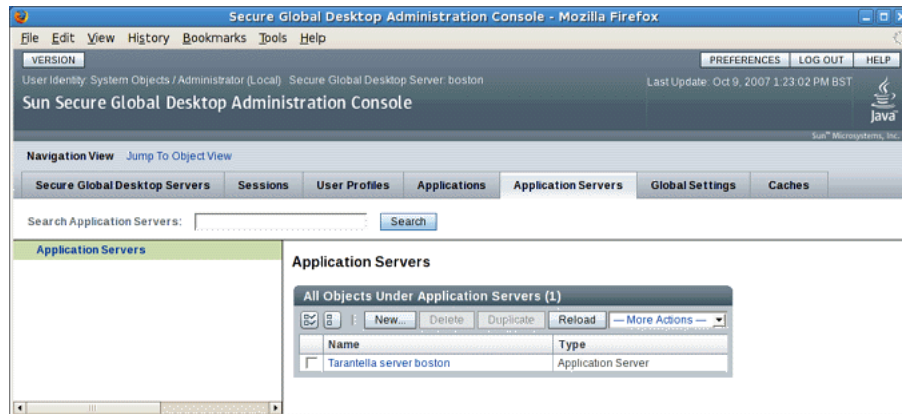 Secure Global Desktop Administration Console - Mozilla Firefox
File Edit View History Bookmarks Tools Help
VERSION PREFERENCES LOG OUT HELP
User Identity: System Objects / Administrator (Local) Secure Global Desktop Server: boston Last Update: Oct 9, 2007 1:23:02 PM BST
Sun Secure Global Desktop Administration Console
Java
Sun™ Microsystems, Inc.
Navigation View Jump To Object View
Secure Global Desktop Servers Sessions User Profiles Applications Application Servers Global Settings Caches
Search Application Servers: Search
Application Servers
Application Servers
All Objects Under Application Servers (1)
New... Delete Duplicate Reload — More Actions —
Name Type
Tarantella server boston Application Server